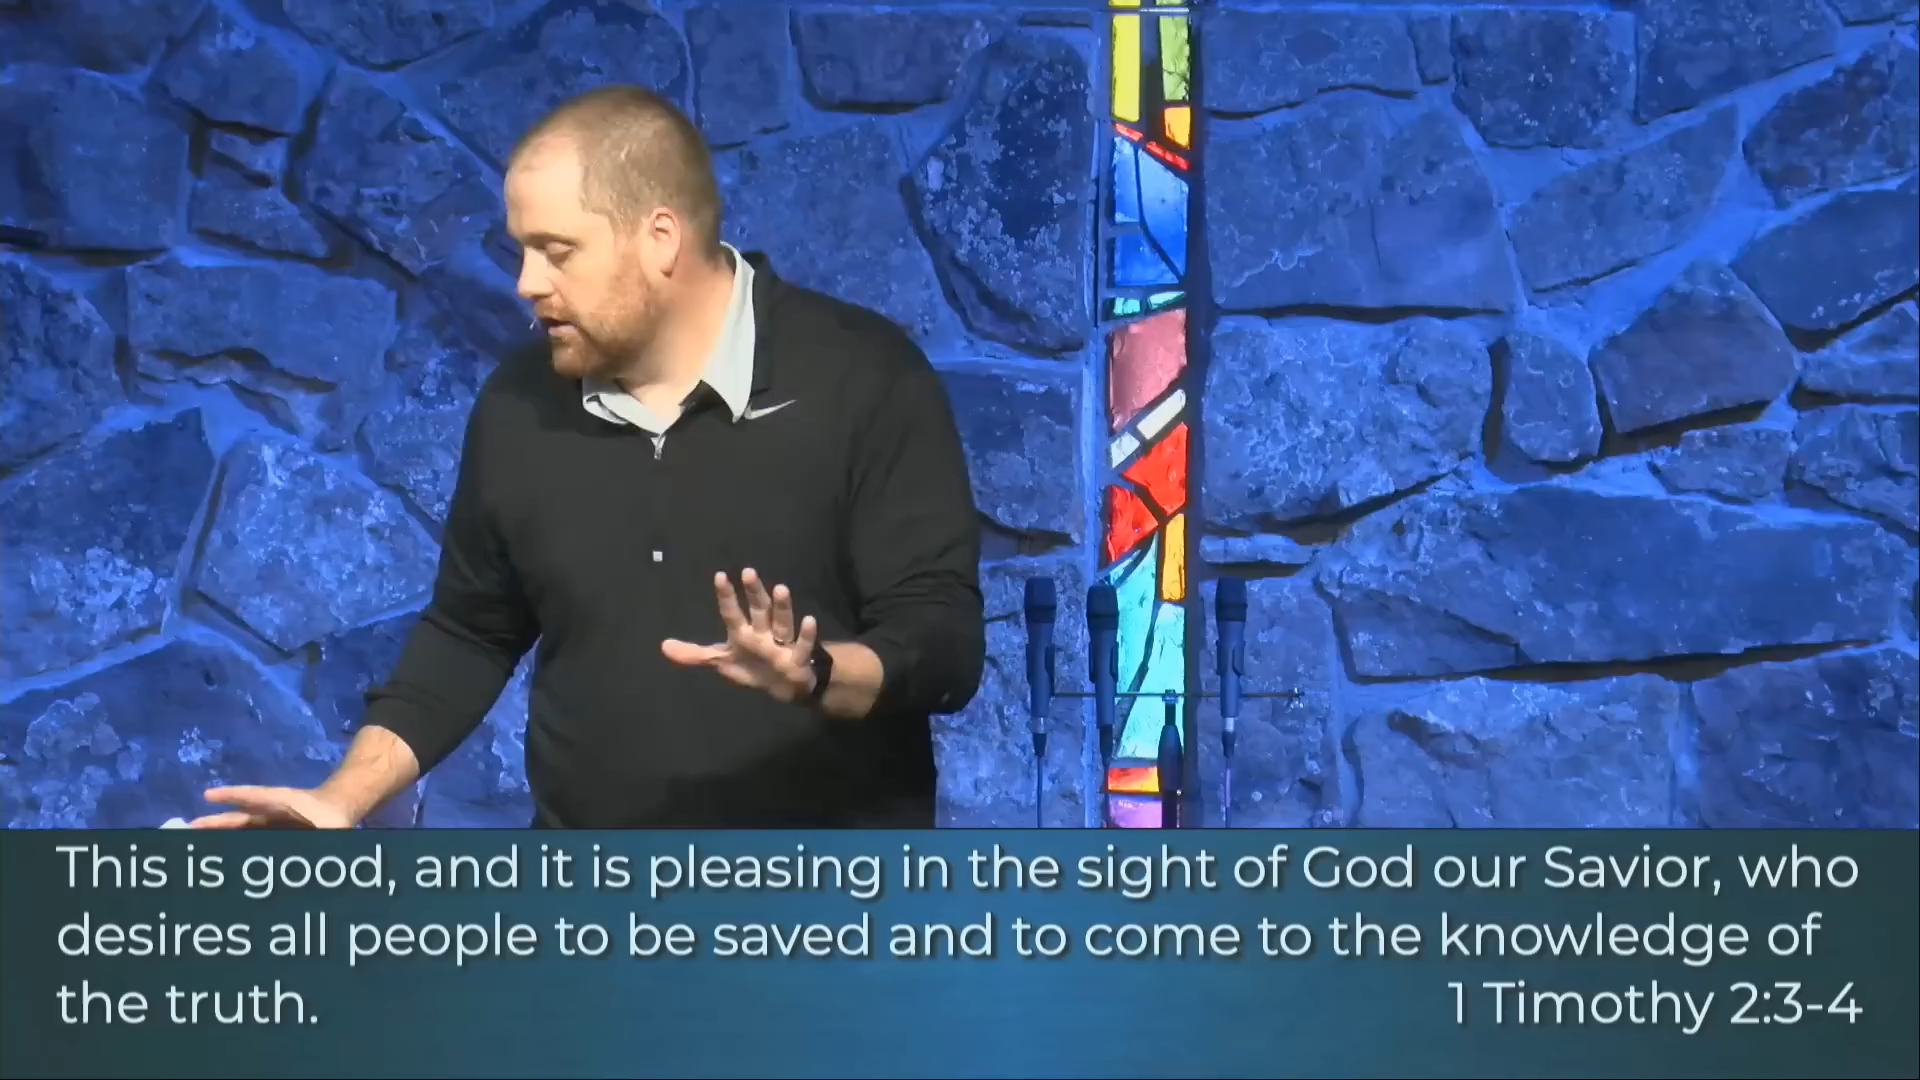 This is good, and it is pleasing in the sight of God our Savior, who
desires all people to be saved and to come to the knowledge of
the truth. 1 Timothy 2:3-4